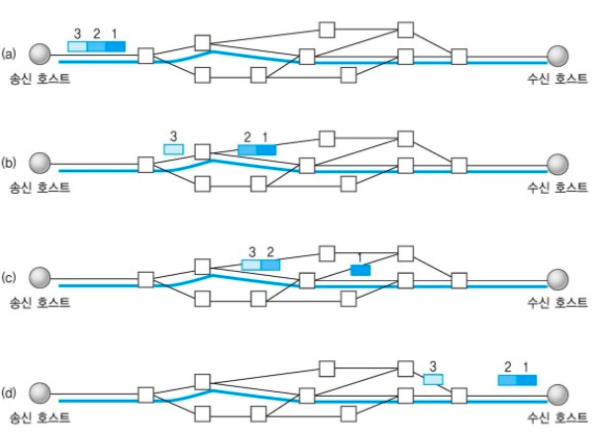 3 2 1
(a)
송신 호스트 수신 호스트
3 2 1
(b)
송신 호스트 수신 호스트
3 2 1
(c)
송신 호스트 수신 호스트
3 2 1
(d)
송신 호스트 수신 호스트